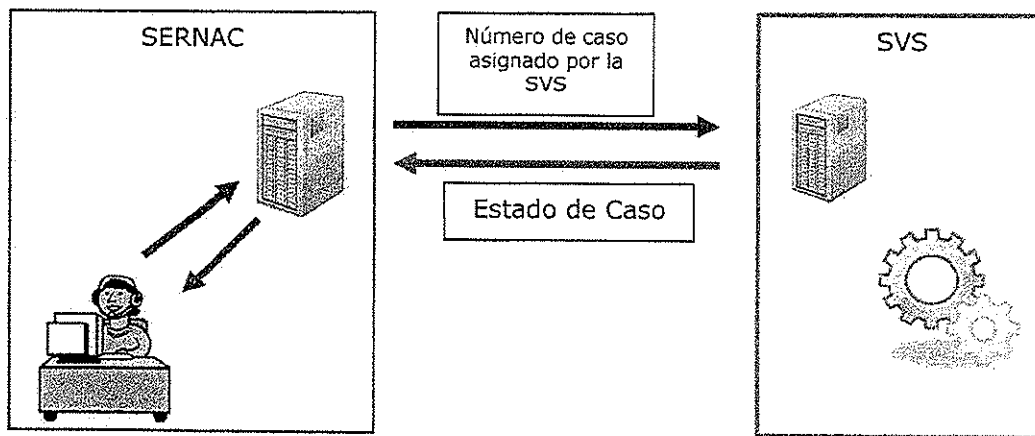 SERNAC
Número de caso
asignado por la
SVS
SVS
Estado de Caso